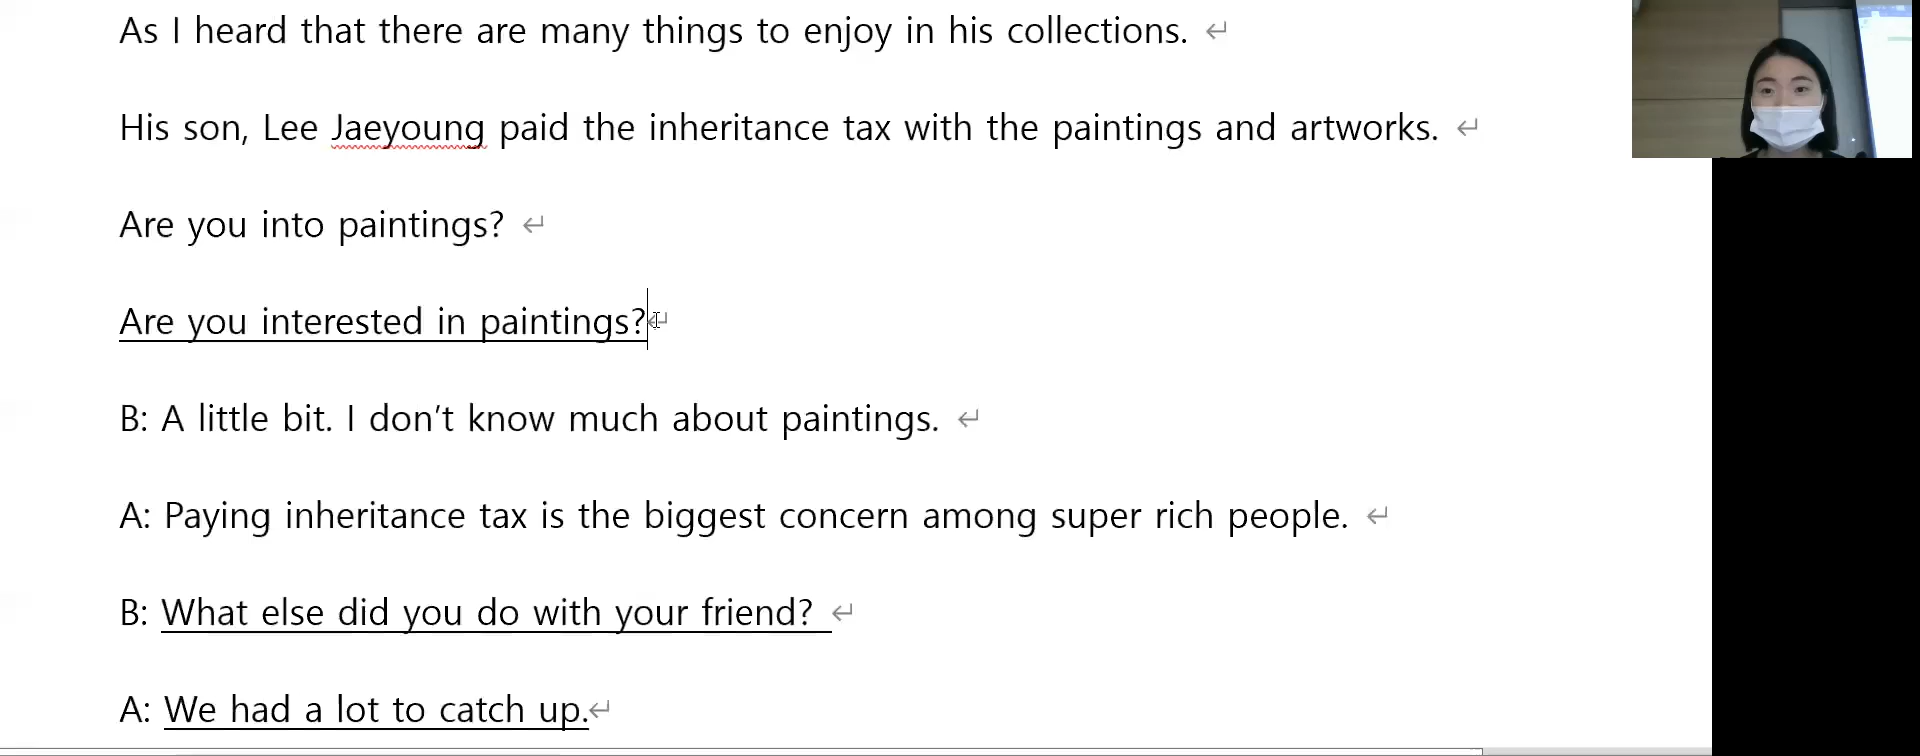 As I heard that there are many things to enjoy in his collections.
His son, Lee Jaeyoung paid the inheritance tax with the paintings and artworks.
Are you into paintings?
Are you interested in paintings?
B: A little bit. I don’t know much about paintings.
A: Paying inheritance tax is the biggest concern among super rich people.
B: What else did you do with your friend?
A: We had a lot to catch up.